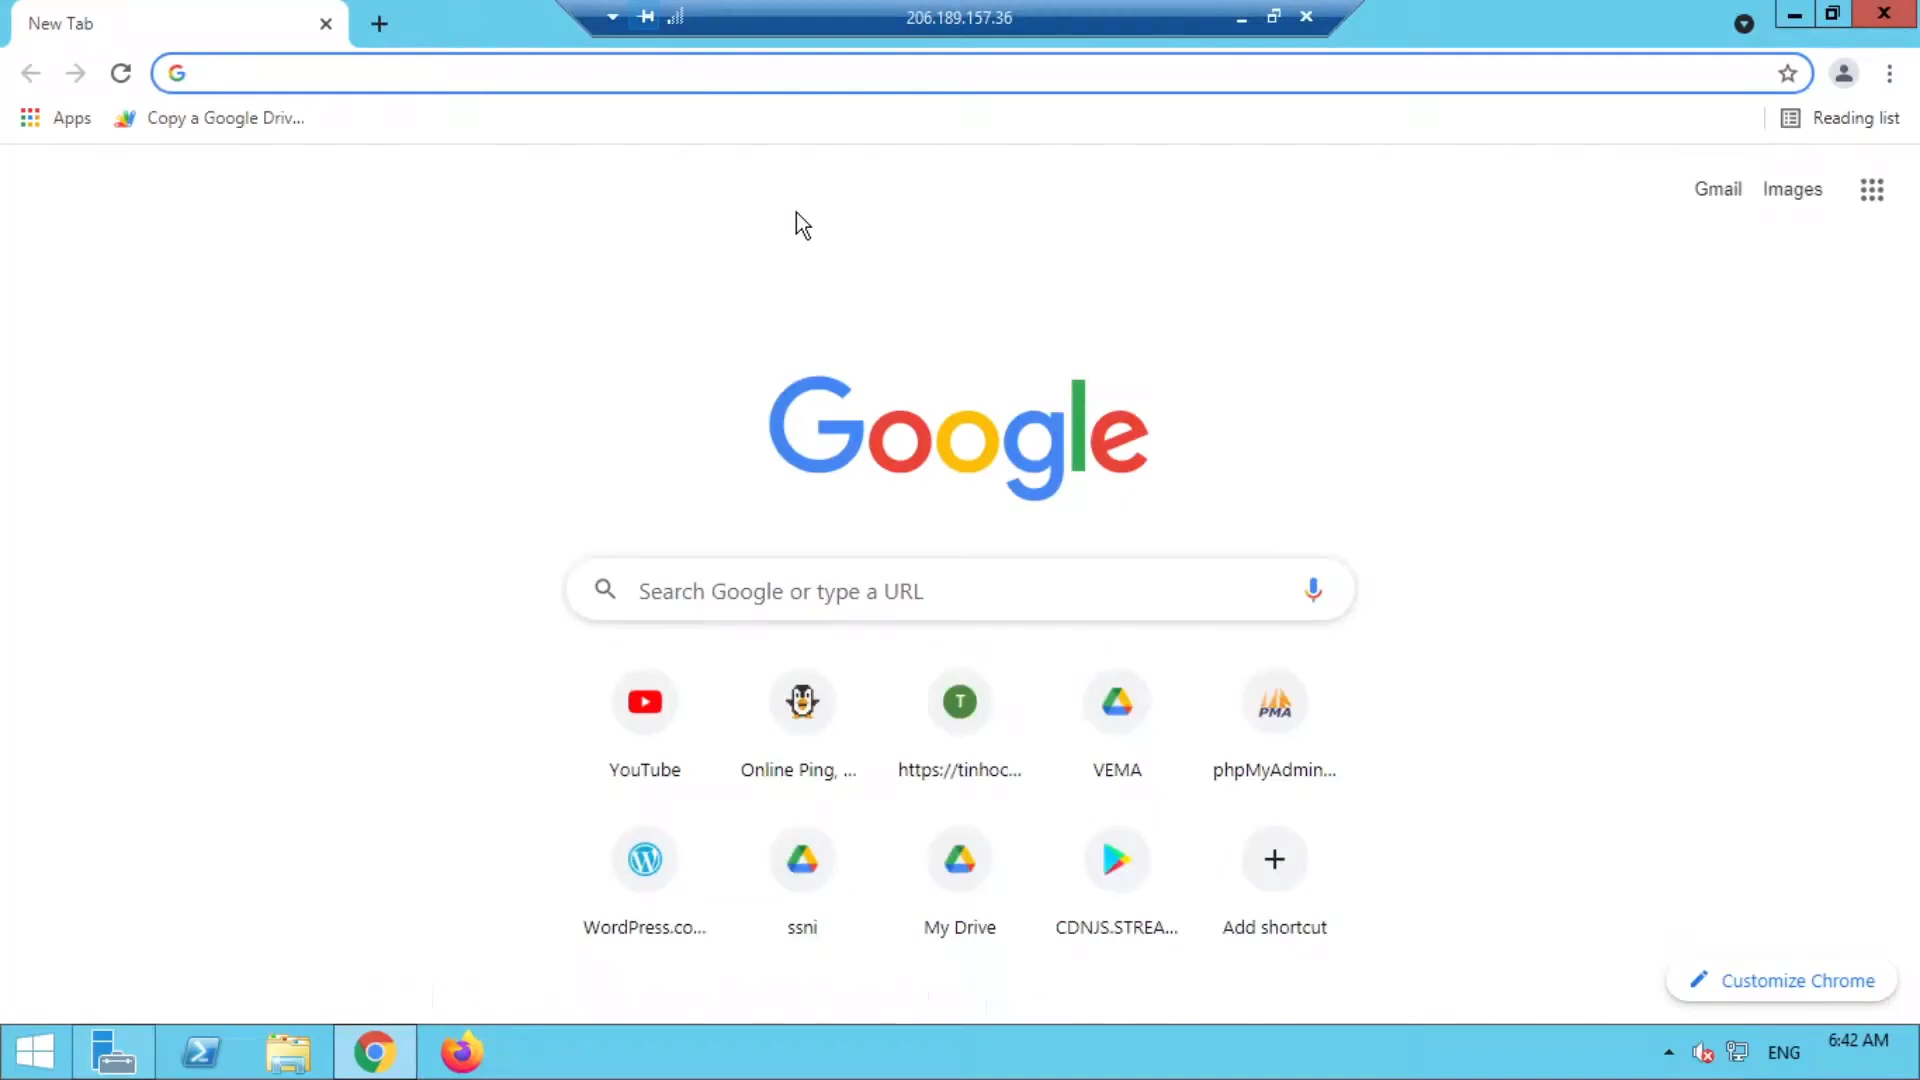 New Tab
206.189.157.36
Apps
Copy a Google Driv...
Reading list
Gmail
Images
Google
Search Google or type a URL
YouTube
Online Ping, ...
T
https://tinhoc...
VEMA
PMA
phpMyAdmin...
WordPress.co...
ssni
My Drive
CDNJS.STREA...
Add shortcut
Customize Chrome
ENG
6:42 AM